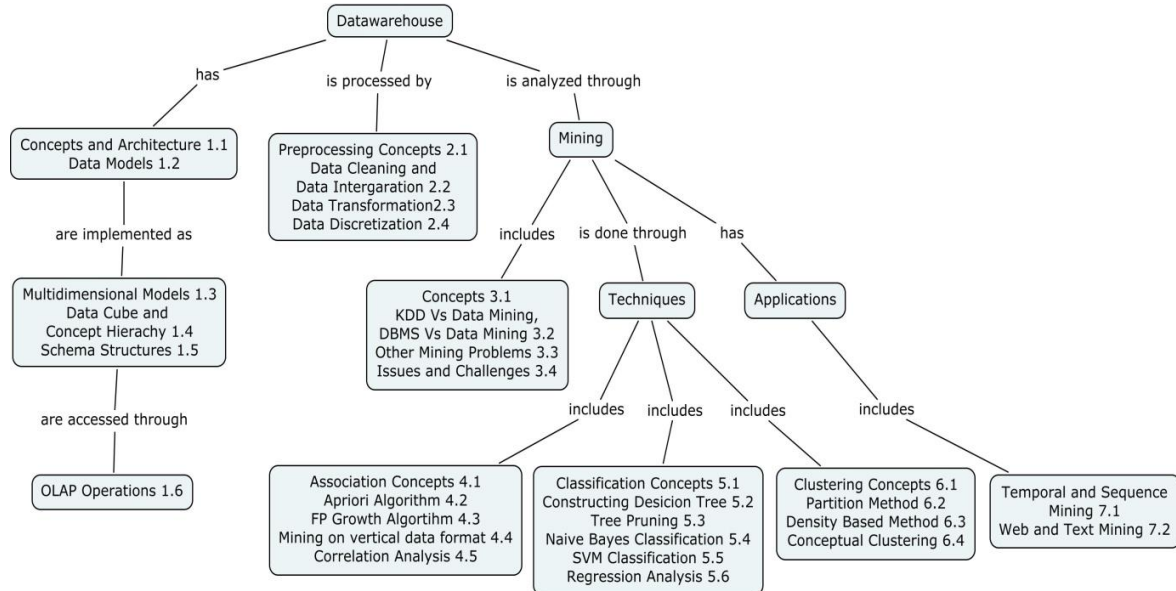 Datawarehouse
has
is processed by
is analyzed through
Concepts and Architecture 1.1
Data Models 1.2
Preprocessing Concepts 2.1
Data Cleaning and
Data Intergaration 2.2
Data Transformation2.3
Data Discretization 2.4
Mining
are implemented as
includes
is done through
has
Multidimensional Models 1.3
Data Cube and
Concept Hierachy 1.4
Schema Structures 1.5
Concepts 3.1
KDD Vs Data Mining,
DBMS Vs Data Mining 3.2
Other Mining Problems 3.3
Issues and Challenges 3.4
Techniques
Applications
are accessed through
includes
includes
includes
includes
OLAP Operations 1.6
Association Concepts 4.1
Apriori Algorithm 4.2
FP Growth Algortihm 4.3
Mining on vertical data format 4.4
Correlation Analysis 4.5
Classification Concepts 5.1
Constructing Desicion Tree 5.2
Tree Pruning 5.3
Naive Bayes Classification 5.4
SVM Classification 5.5
Regression Analysis 5.6
Clustering Concepts 6.1
Partition Method 6.2
Density Based Method 6.3
Conceptual Clustering 6.4
Temporal and Sequence
Mining 7.1
Web and Text Mining 7.2